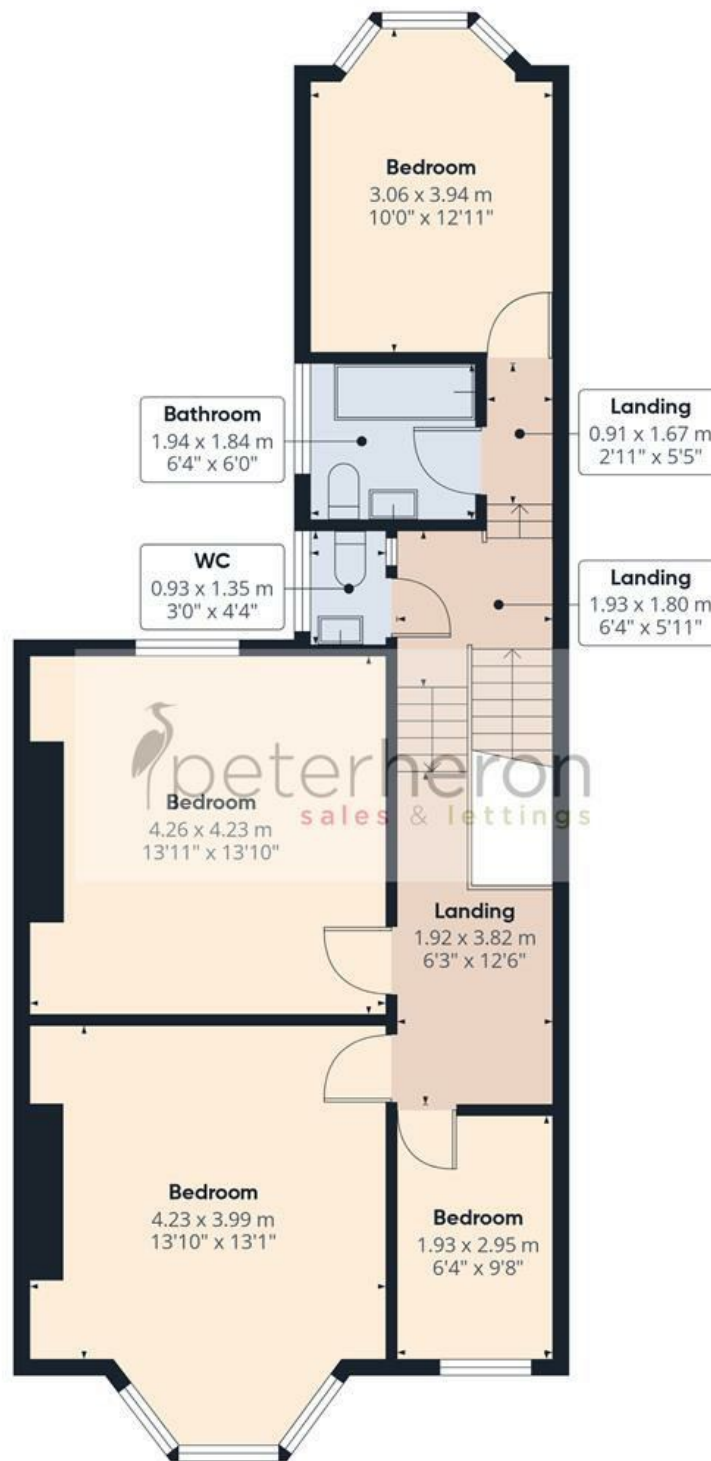 Bedroom
3.06 x 3.94 m
10'0" x 12'11"
Bathroom
1.94 x 1.84 m
6'4" x 6'0"
Landing
0.91 x 1.67 m
2'11" x 5'5"
WC
0.93 x 1.35 m
3'0" x 4'4"
Landing
1.93 x 1.80 m
6'4" x 5'11"
peterheron
sales & lettings
Bedroom
4.26 x 4.23 m
13'11" x 13'10"
Landing
1.92 x 3.82 m
6'3" x 12'6"
Bedroom
4.23 x 3.99 m
13'10" x 13'1"
Bedroom
1.93 x 2.95 m
6'4" x 9'8"